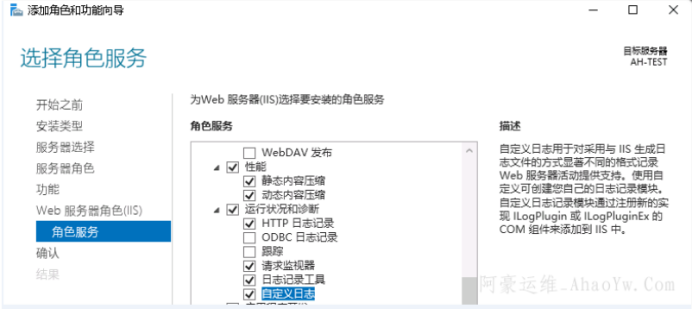 添加角色和功能向导
选择角色服务
目标服务器
AH-TEST
开始之前
安装类型
服务器选择
服务器角色
功能
Web 服务器角色(IIS)
角色服务
确认
结果
为Web 服务器(IIS)选择要安装的角色服务
角色服务
WebDAV 发布
性能
静态内容压缩
动态内容压缩
运行状况和诊断
HTTP 日志记录
ODBC 日志记录
跟踪
请求监视器
日志记录工具
自定义日志
描述
自定义日志用于对采用与 IIS 生成日
志文件的方式显著不同的格式记录
Web 服务器活动提供支持。使用自
定义可创建您自己的日志记录模块。
自定义日志记录模块通过注册新的实
现 ILogPlugin 或 ILogPluginEx 的
COM 组件来添加到 IIS 中。
阿豪运维-AhaoYw.Com